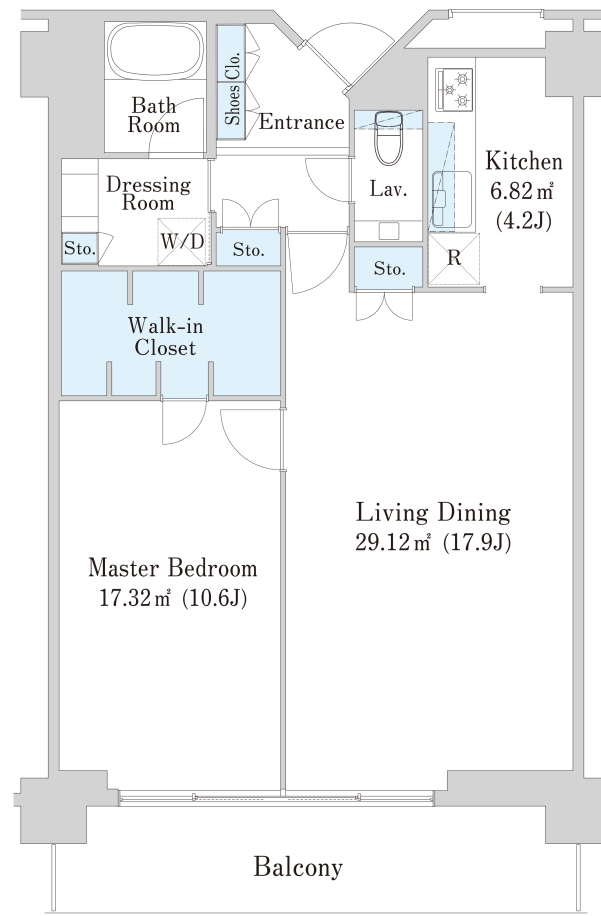 Bath
Room
Shoes Clo.
Entrance
Kitchen
6.82㎡
(4.2J)
Dressing
Room
Lav.
W/D
Sto.
Sto.
Sto.
R
Walk-in
Closet
Living Dining
29.12㎡ (17.9J)
Master Bedroom
17.32㎡ (10.6J)
Balcony